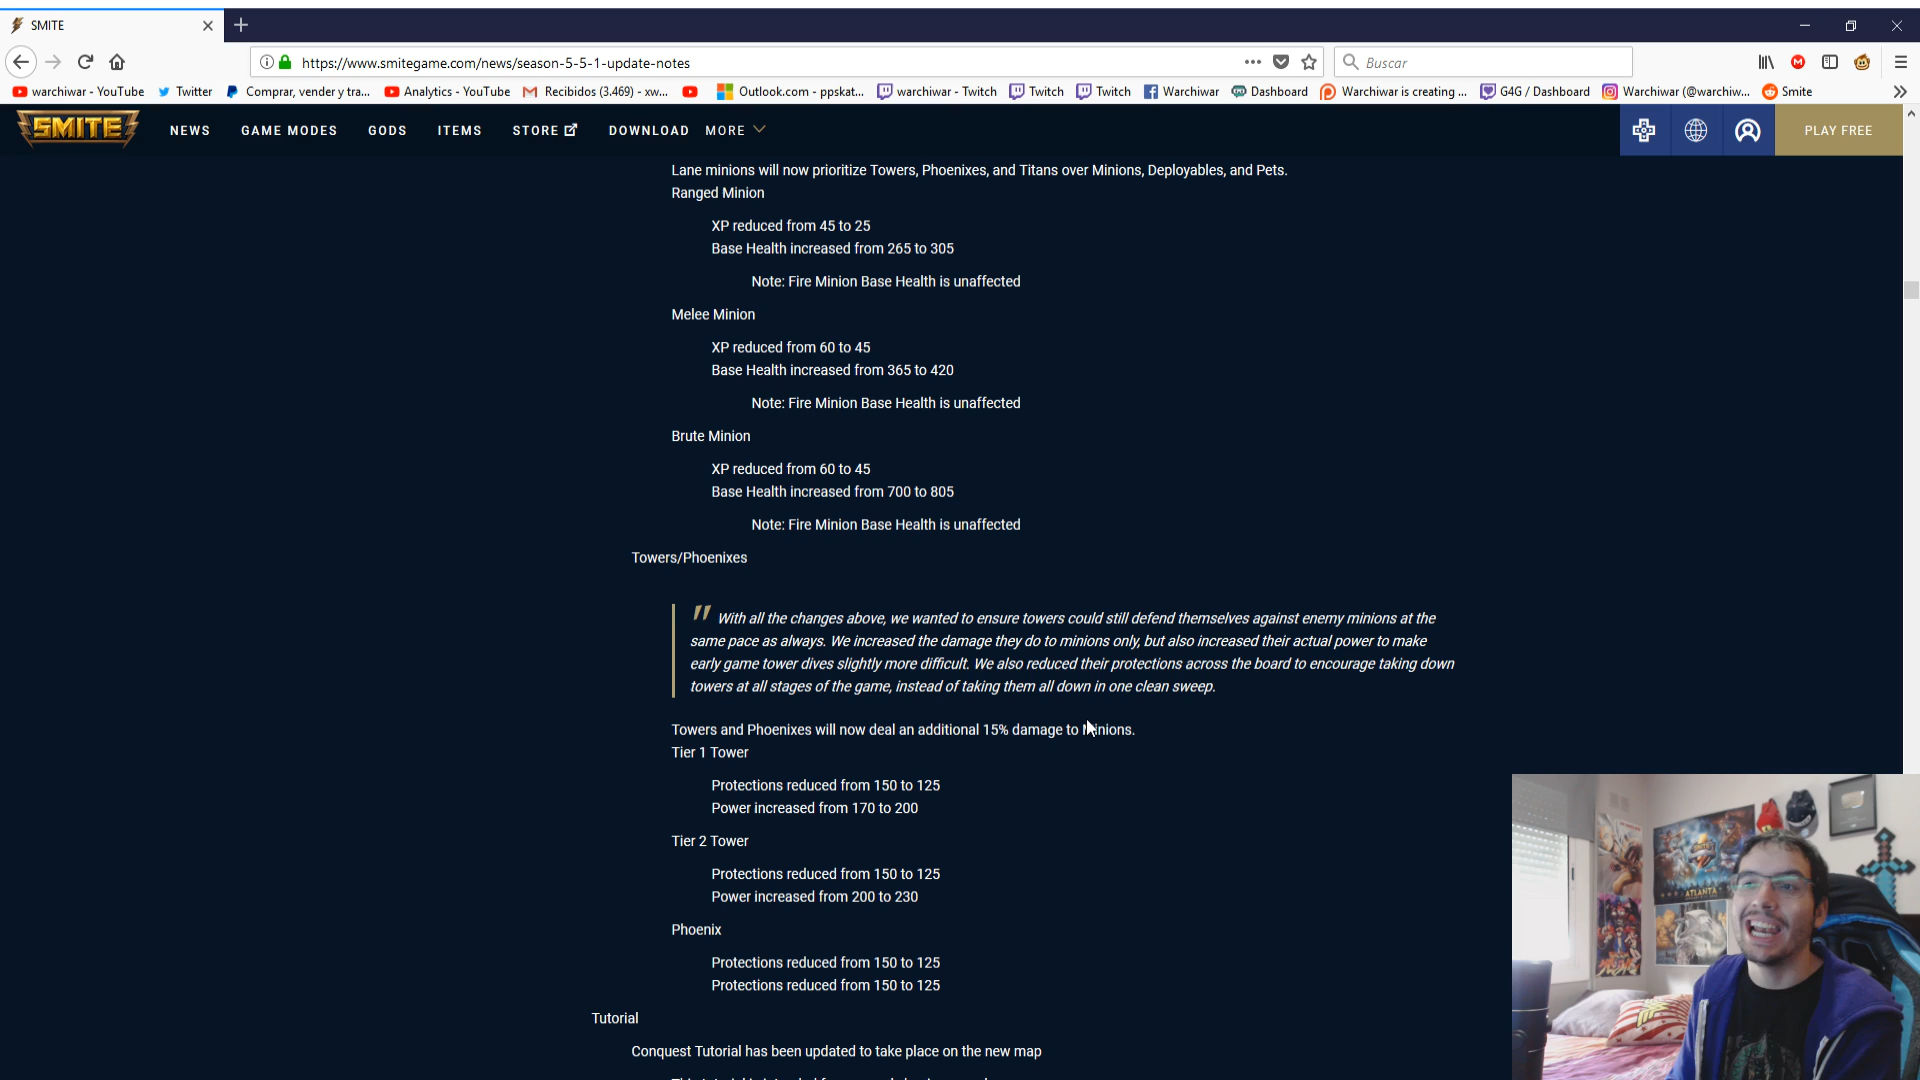 SMITE
https://www.smitegame.com/news/season-5-5-1-update-notes
Buscar
warchiwar - YouTube Twitter Comprar, vender y tra... Analytics - YouTube Recibidos (3.469) - xw... Outlook.com - ppskat... warchiwar - Twitch Twitch Twitch Warchiwar Dashboard Warchiwar is creating ... G4G / Dashboard Warchiwar (@warchiw... Smite
SMITE NEWS GAME MODES GODS ITEMS STORE DOWNLOAD MORE PLAY FREE
Lane minions will now prioritize Towers, Phoenixes, and Titans over Minions, Deployables, and Pets.
Ranged Minion
XP reduced from 45 to 25
Base Health increased from 265 to 305
Note: Fire Minion Base Health is unaffected
Melee Minion
XP reduced from 60 to 45
Base Health increased from 365 to 420
Note: Fire Minion Base Health is unaffected
Brute Minion
XP reduced from 60 to 45
Base Health increased from 700 to 805
Note: Fire Minion Base Health is unaffected
Towers/Phoenixes
" With all the changes above, we wanted to ensure towers could still defend themselves against enemy minions at the
same pace as always. We increased the damage they do to minions only, but also increased their actual power to make
early game tower dives slightly more difficult. We also reduced their protections across the board to encourage taking down
towers at all stages of the game, instead of taking them all down in one clean sweep.
Towers and Phoenixes will now deal an additional 15% damage to Minions.
Tier 1 Tower
Protections reduced from 150 to 125
Power increased from 170 to 200
Tier 2 Tower
Protections reduced from 150 to 125
Power increased from 200 to 230
Phoenix
Protections reduced from 150 to 125
Protections reduced from 150 to 125
Tutorial
Conquest Tutorial has been updated to take place on the new map
ATLANTA